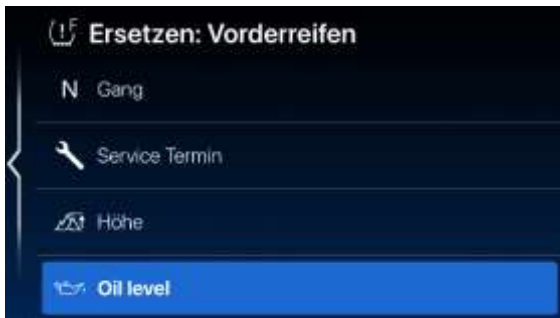 Ersetzen: Vorderreifen
N Gang
Service Termin
Höhe
Oil level